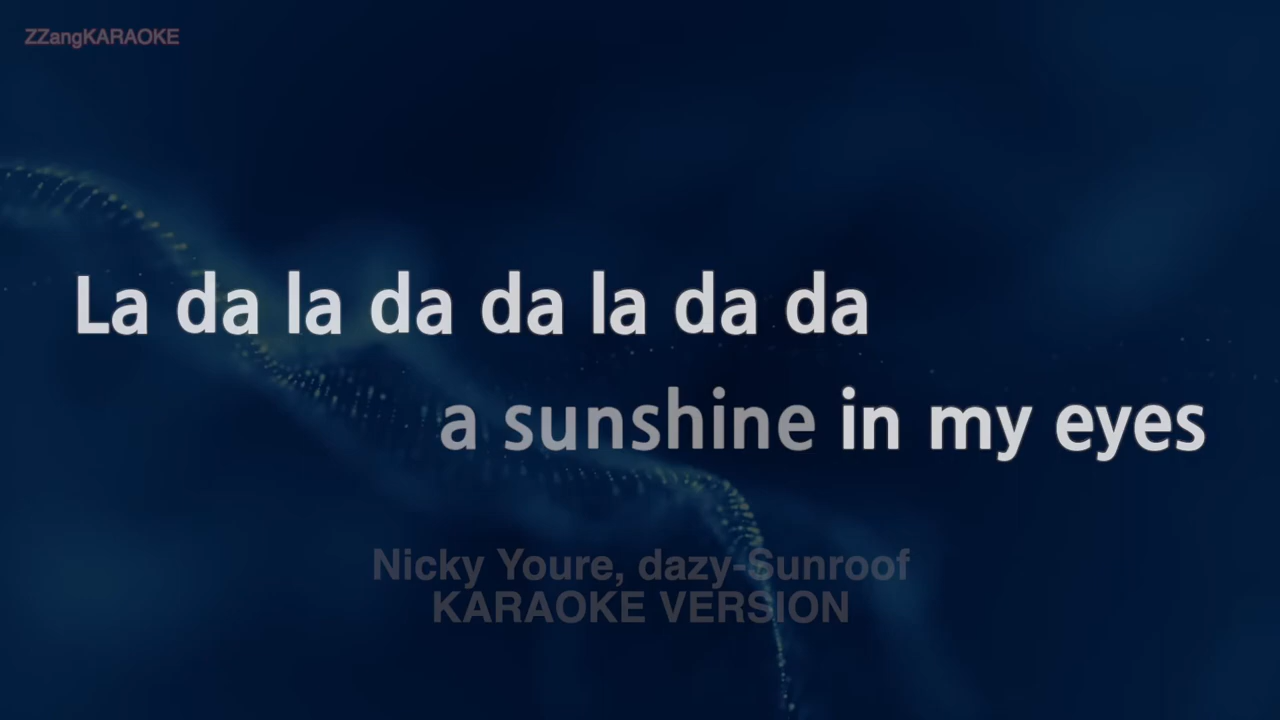 ZZangKARAOKE
La da la da da la da da
a sunshine in my eyes
Nicky Youre, dazy-Sunroof
KARAOKE VERSION